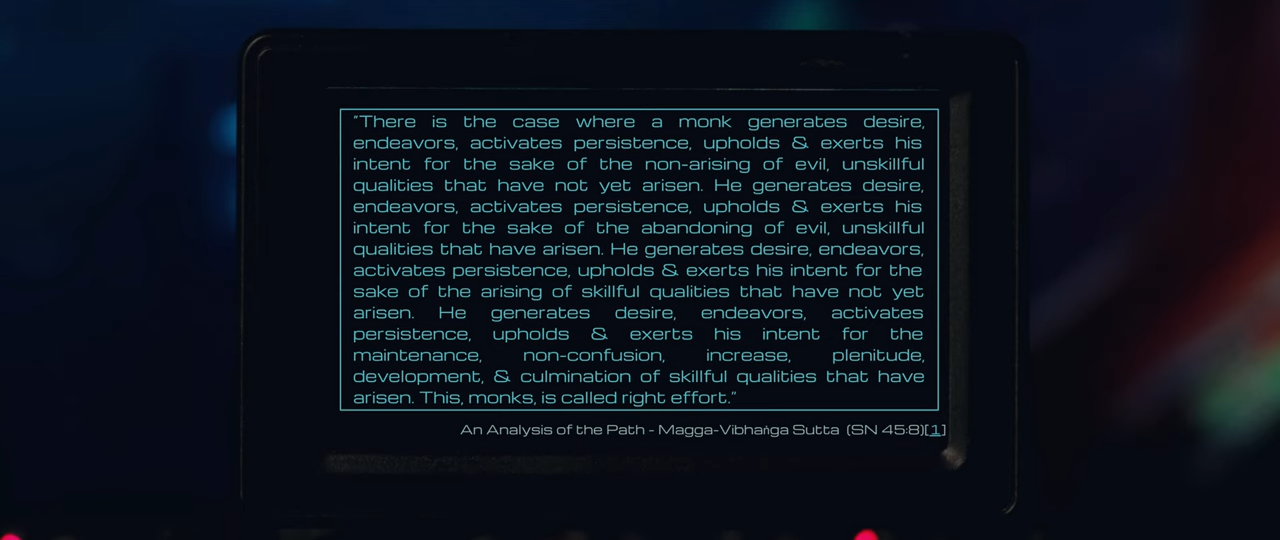 "There is the case where a monk generates desire,
endeavors, activates persistence, upholds & exerts his
intent for the sake of the non-arising of evil, unskillful
qualities that have not yet arisen. He generates desire,
endeavors, activates persistence, upholds & exerts his
intent for the sake of the abandoning of evil, unskillful
qualities that have arisen. He generates desire, endeavors,
activates persistence, upholds & exerts his intent for the
sake of the arising of skillful qualities that have not yet
arisen. He generates desire, endeavors, activates
persistence, upholds & exerts his intent for the
maintenance, non-confusion, increase, plenitude,
development, & culmination of skillful qualities that have
arisen. This, monks, is called right effort."
An Analysis of the Path - Magga-Vibhaṅga Sutta (SN 45:8)[1]